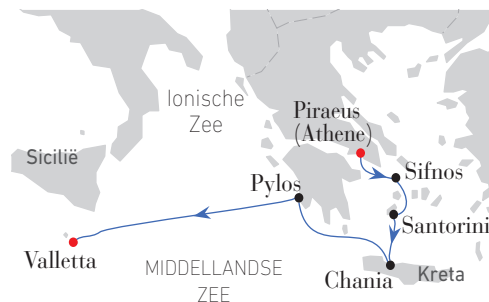 Ionische
Zee
Piraeus
(Athene)
Sicilië
Sifnos
Pylos
Santorini
Valletta
MIDDELLANDSE
ZEE
Chania
Kreta